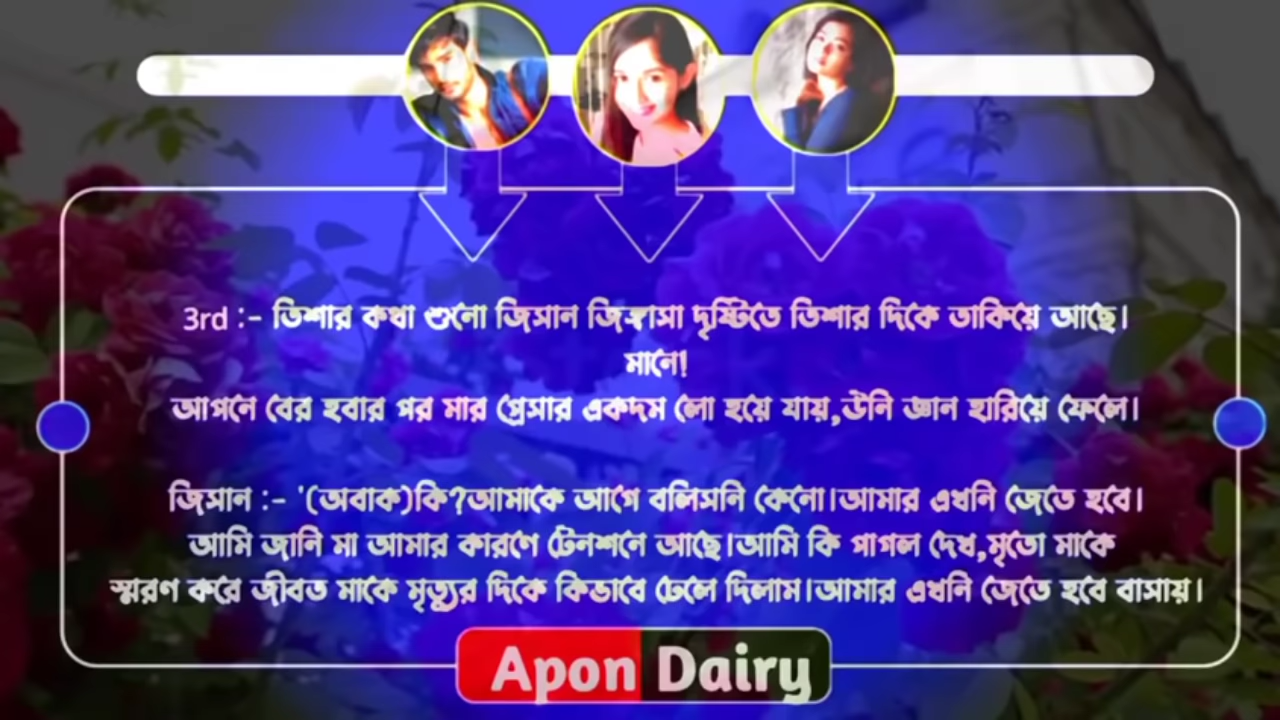 3rd :- তিশার কথা শুনো জিসান জিঙ্গাসা দৃষ্টিতে তিশার দিকে তাকিয়ে আছে।
মানে!
আপনে বের হবার পর মার প্রেসার একদম লো হয়ে যায়,উনি জ্ঞান হারিয়ে ফেলে।
জিসান :- '(অবাক)কি?আমাকে আগে বলিসনি কেনো।আমার এখনি জেতে হবে।
আমি জানি মা আমার কারণে টেনশনে আছে।আমি কি পাগল দেখ,মৃতো মাকে
স্মরণ করে জীবত মাকে মৃত্যুর দিকে কিভাবে ঢেলে দিলাম।আমার এখনি জেতে হবে বাসায়।
Apon Dairy